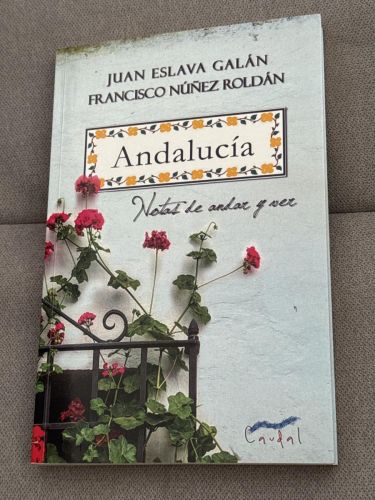 JUAN ESLAVA GALÁN
FRANCISCO NÚÑEZ ROLDÁN
Andalucía
Notas de andar y ver
Caudal